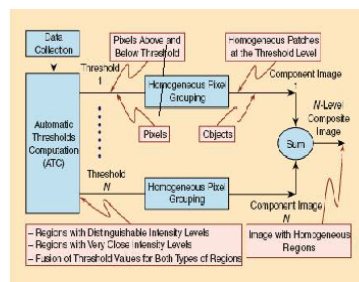 Data
Collection
Pixels Above and
Below Threshold
Homogeneous Patches
at the Threshold Level
Threshold
1
Homogeneous Pixel
Grouping
Component Image
1
N-Level
Composite
Image
Automatic
Thresholds
Computation
(ATC)
Pixels
Objects
Sum
Threshold
N
Homogeneous Pixel
Grouping
Component Image
N
– Regions with Distinguishable Intensity Levels
– Regions with Very Close Intensity Levels
– Fusion of Threshold Values for Both Types of Regions
Image with Homogeneous
Regions